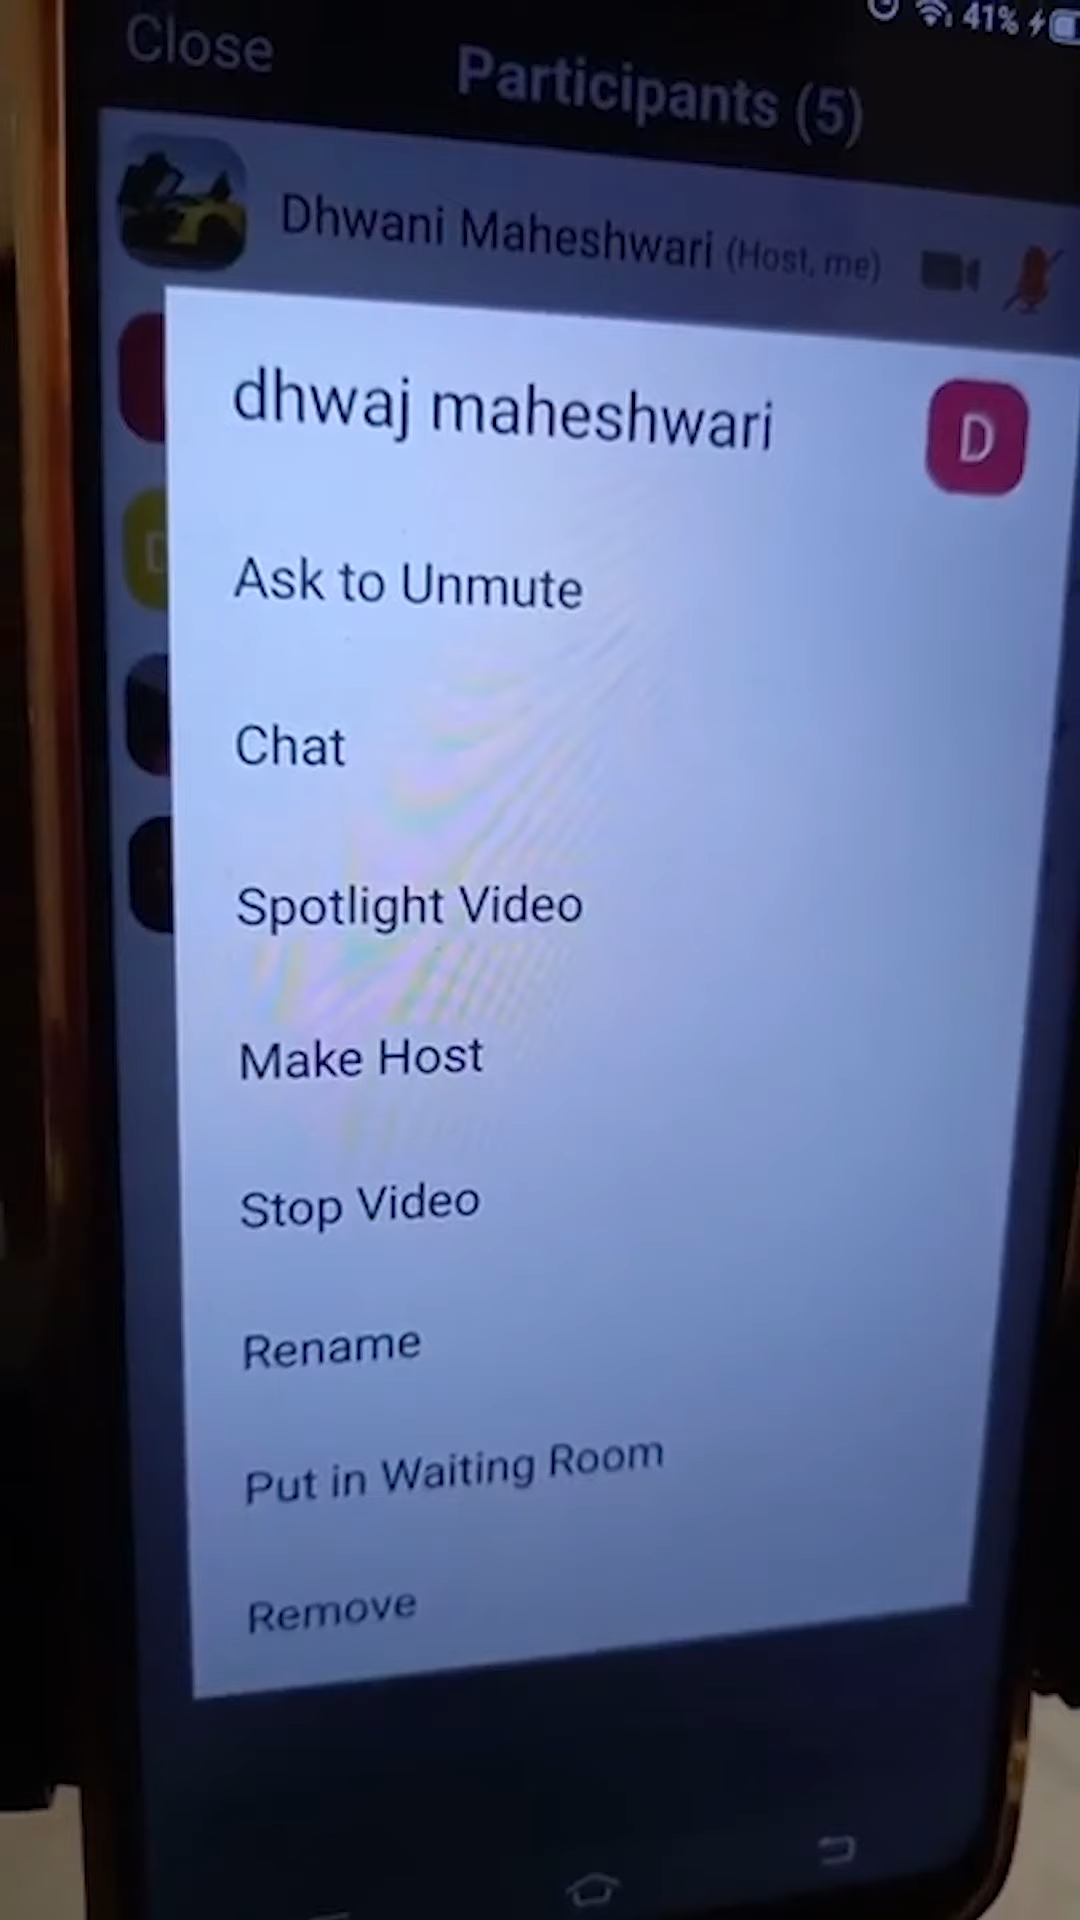 41%
Close
Participants (5)
Dhwani Maheshwari (Host, me)
dhwaj maheshwari
D
Ask to Unmute
Chat
Spotlight Video
Make Host
Stop Video
Rename
Put in Waiting Room
Remove